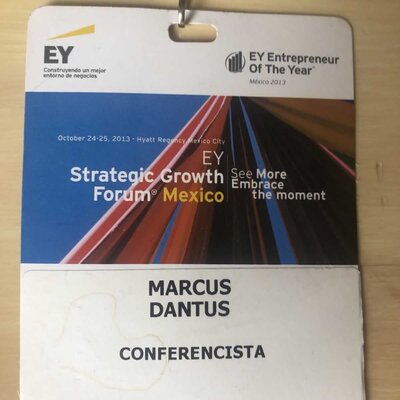 EY
Construyendo un mejor
entorno de negocios
EY Entrepreneur
Of The Year™
México 2013
October 24-25, 2013 - Hyatt Regency Mexico City
EY
Strategic Growth
Forum® Mexico
See More
Embrace
the moment
MARCUS
DANTUS
CONFERENCISTA